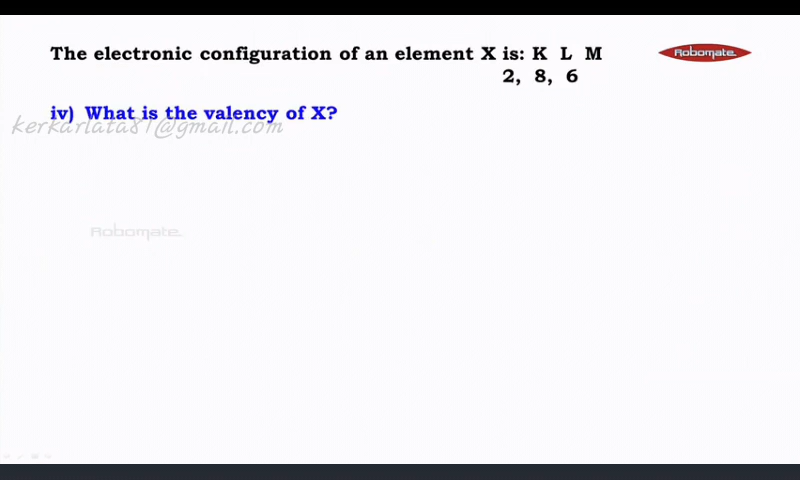 The electronic configuration of an element X is: K L M
Robomate
2, 8, 6
iv) What is the valency of X?
kerkarlata81@gmail.com
Robomate